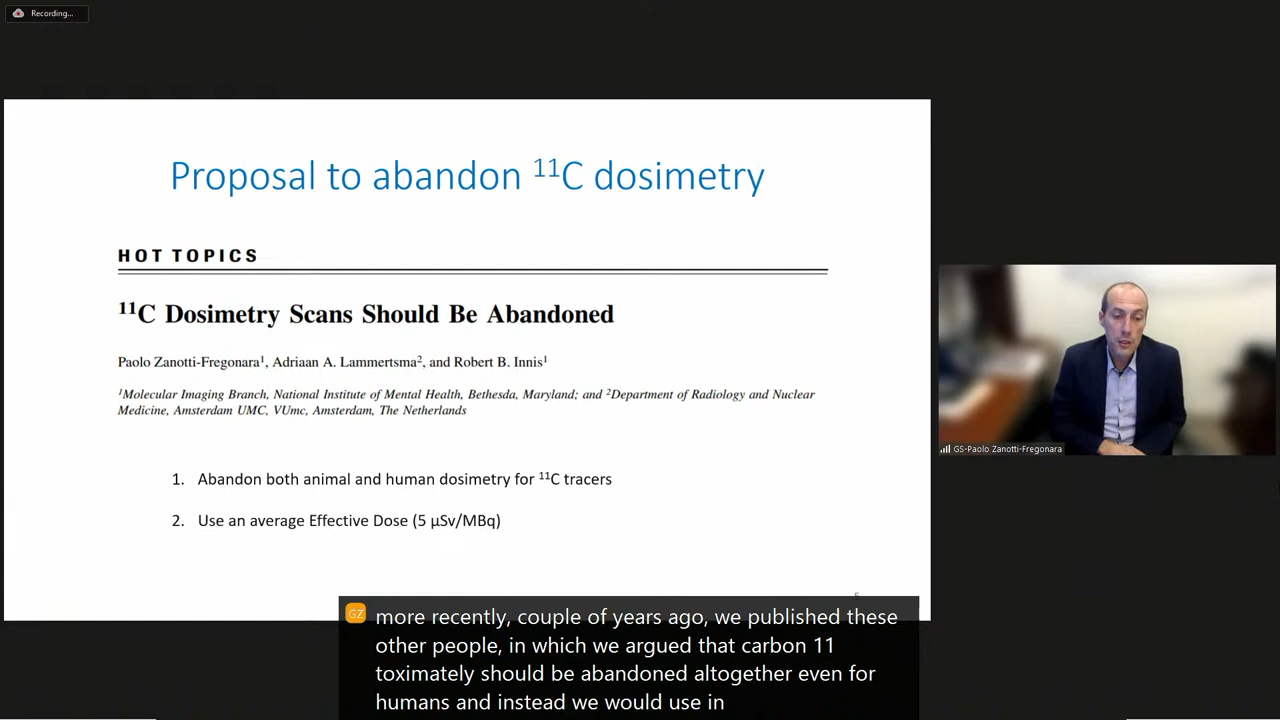 Recording...
Proposal to abandon ¹¹C dosimetry
HOT TOPICS
¹¹C Dosimetry Scans Should Be Abandoned
Paolo Zanotti-Fregonara¹, Adriaan A. Lammertsma², and Robert B. Innis¹
¹Molecular Imaging Branch, National Institute of Mental Health, Bethesda, Maryland; and ²Department of Radiology and Nuclear
Medicine, Amsterdam UMC, VUmc, Amsterdam, The Netherlands
1. Abandon both animal and human dosimetry for ¹¹C tracers
2. Use an average Effective Dose (5 µSv/MBq)
GS-Paolo Zanotti-Fregonara
GZ more recently, couple of years ago, we published these
other people, in which we argued that carbon 11
toximately should be abandoned altogether even for
humans and instead we would use in